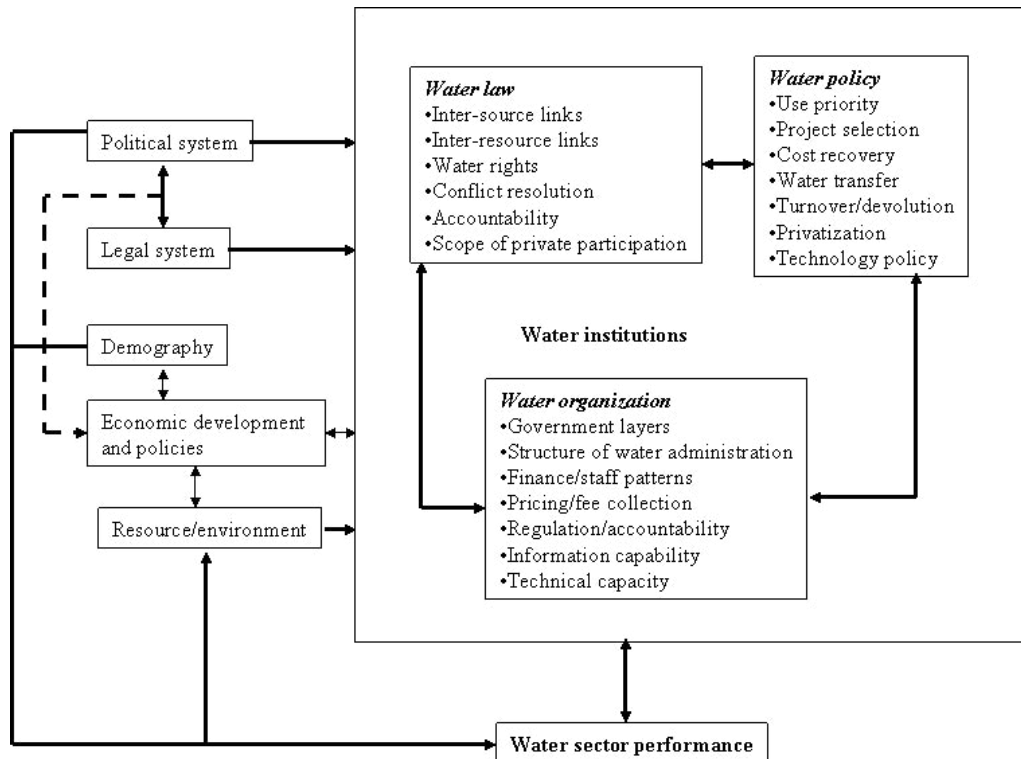 Political system
Legal system
Demography
Economic development
and policies
Resource/environment
Water law
•Inter-source links
•Inter-resource links
•Water rights
•Conflict resolution
•Accountability
•Scope of private participation
Water policy
•Use priority
•Project selection
•Cost recovery
•Water transfer
•Turnover/devolution
•Privatization
•Technology policy
Water institutions
Water organization
•Government layers
•Structure of water administration
•Finance/staff patterns
•Pricing/fee collection
•Regulation/accountability
•Information capability
•Technical capacity
Water sector performance